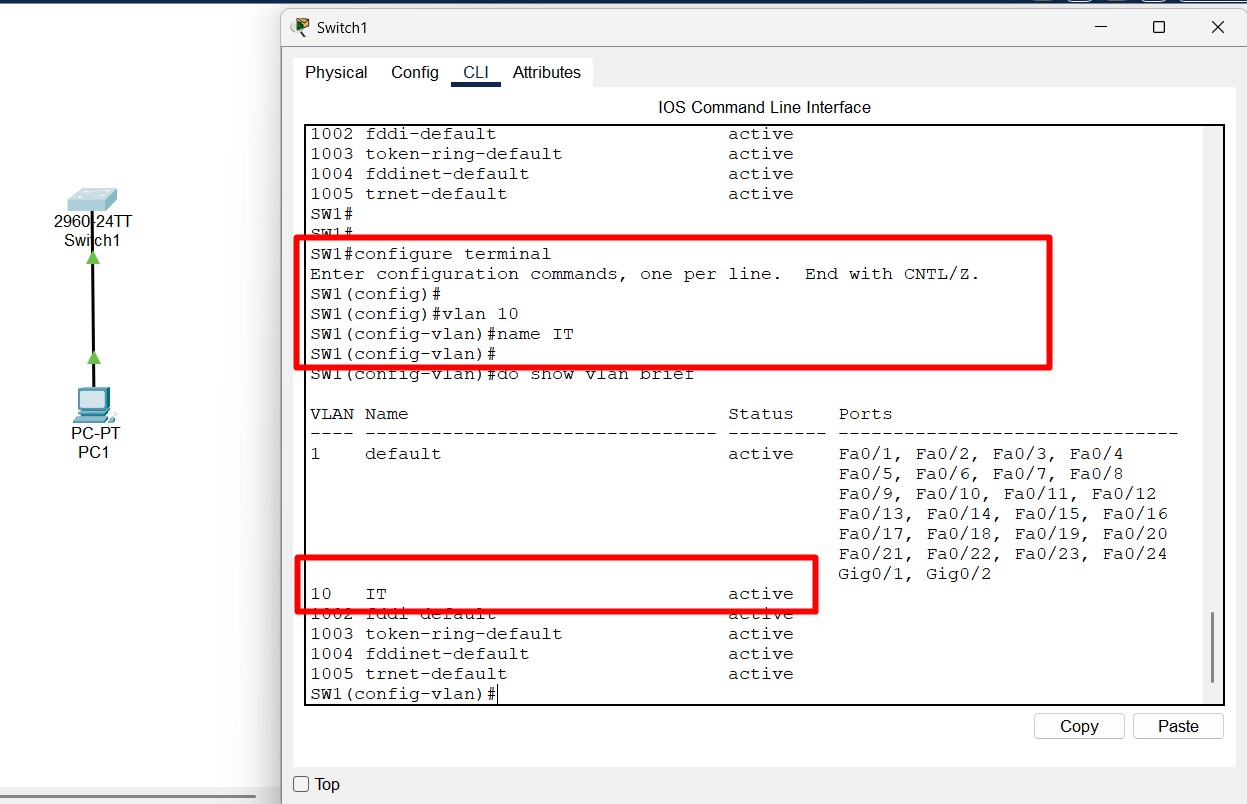 Switch1
Physical Config CLI Attributes
IOS Command Line Interface
1002 fddi-default active
1003 token-ring-default active
1004 fddinet-default active
1005 trnet-default active
SW1#
SW1#
SW1#configure terminal
Enter configuration commands, one per line. End with CNTL/Z.
SW1(config)#
SW1(config)#vlan 10
SW1(config-vlan)#name IT
SW1(config-vlan)#
SW1(config-vlan)#do show vlan brief
VLAN Name Status Ports
---- -------------------------------- --------- -------------------------------
1 default active Fa0/1, Fa0/2, Fa0/3, Fa0/4
Fa0/5, Fa0/6, Fa0/7, Fa0/8
Fa0/9, Fa0/10, Fa0/11, Fa0/12
Fa0/13, Fa0/14, Fa0/15, Fa0/16
Fa0/17, Fa0/18, Fa0/19, Fa0/20
Fa0/21, Fa0/22, Fa0/23, Fa0/24
Gig0/1, Gig0/2
10 IT active
1002 fddi-default active
1003 token-ring-default active
1004 fddinet-default active
1005 trnet-default active
SW1(config-vlan)#
Copy Paste
Top
2960-24TT
Switch1
PC-PT
PC1